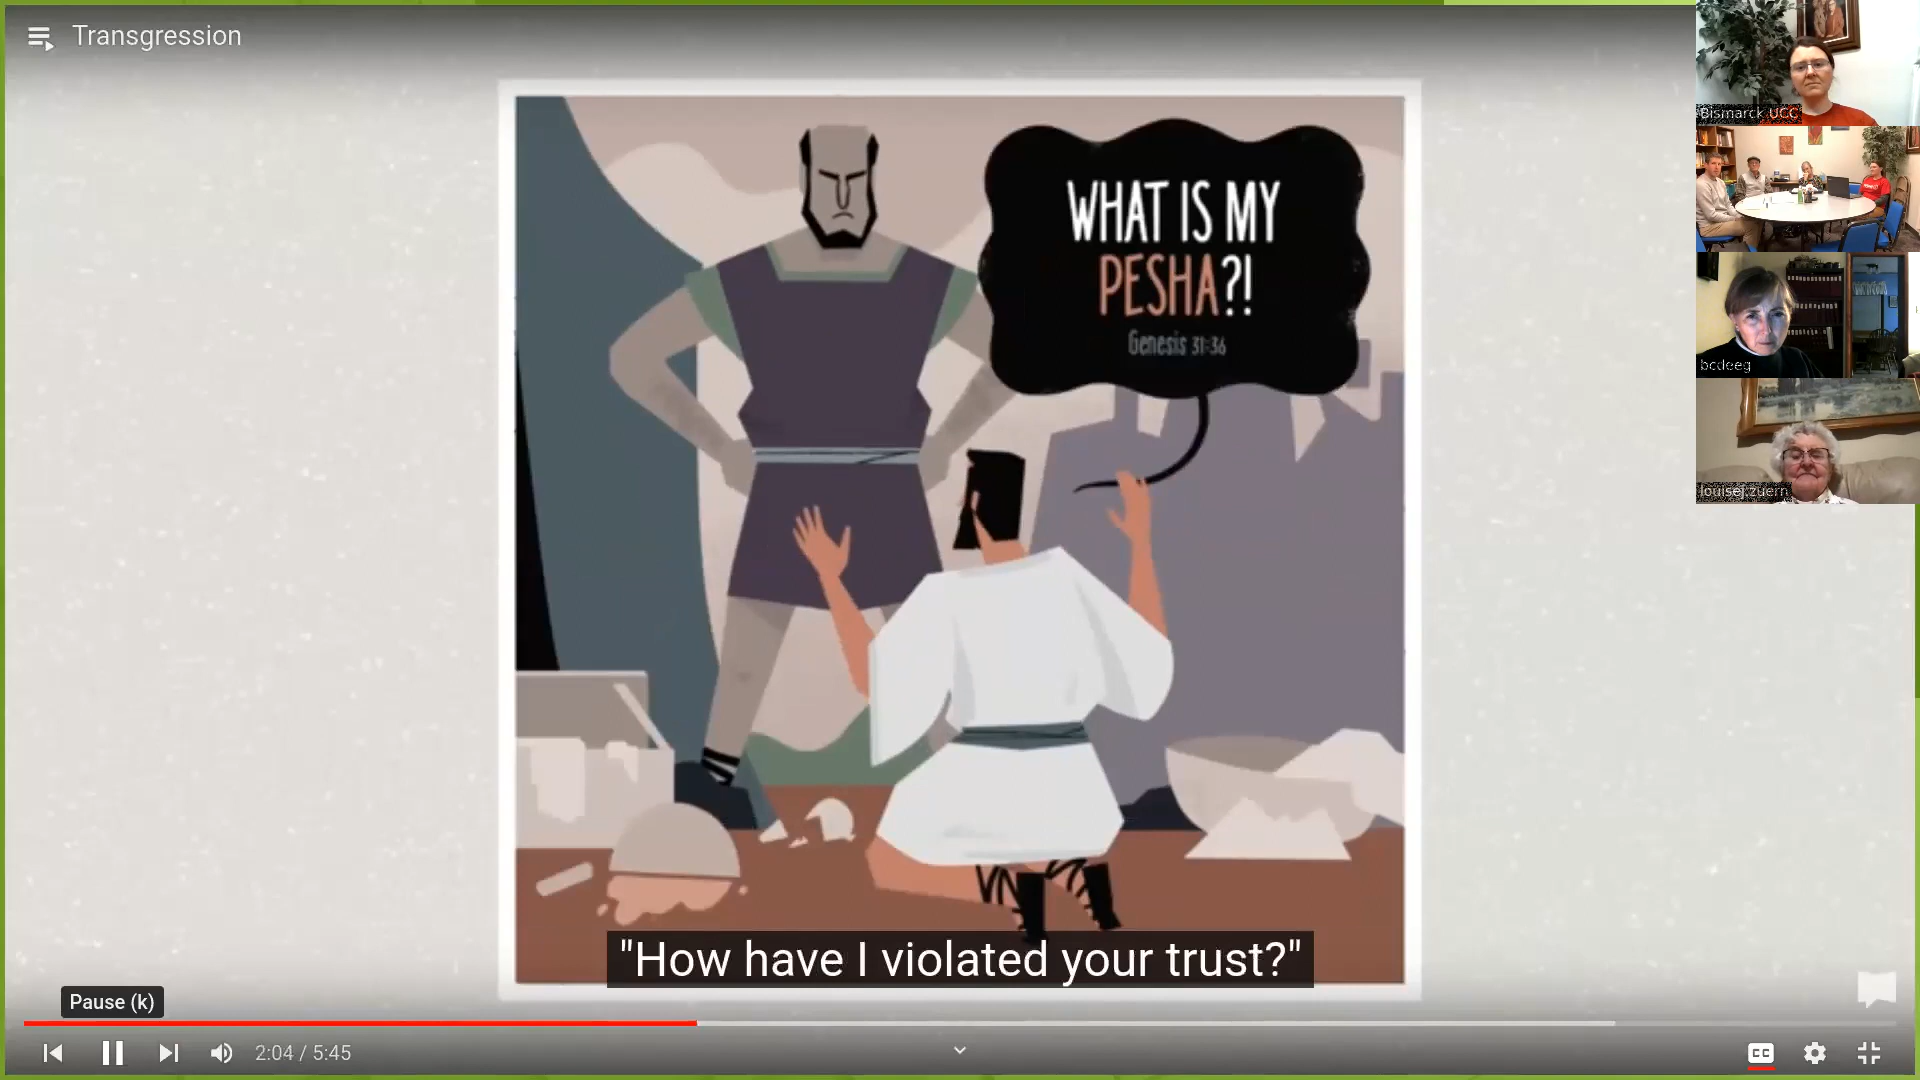 Transgression
WHAT IS MY
PESHA?!
Genesis 31:36
"How have I violated your trust?"
Pause (k)
2:04 / 5:45
CC
Bismarck UCC
bcdeeg
louisej.zuern